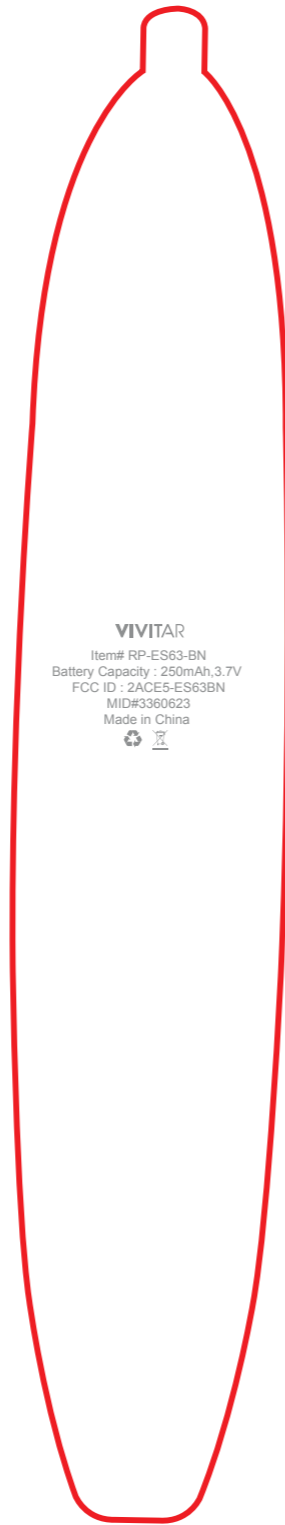 VIVITAR
Item# RP-ES63-BN
Battery Capacity : 250mAh,3.7V
FCC ID : 2ACE5-ES63BN
MID#3360623
Made in China